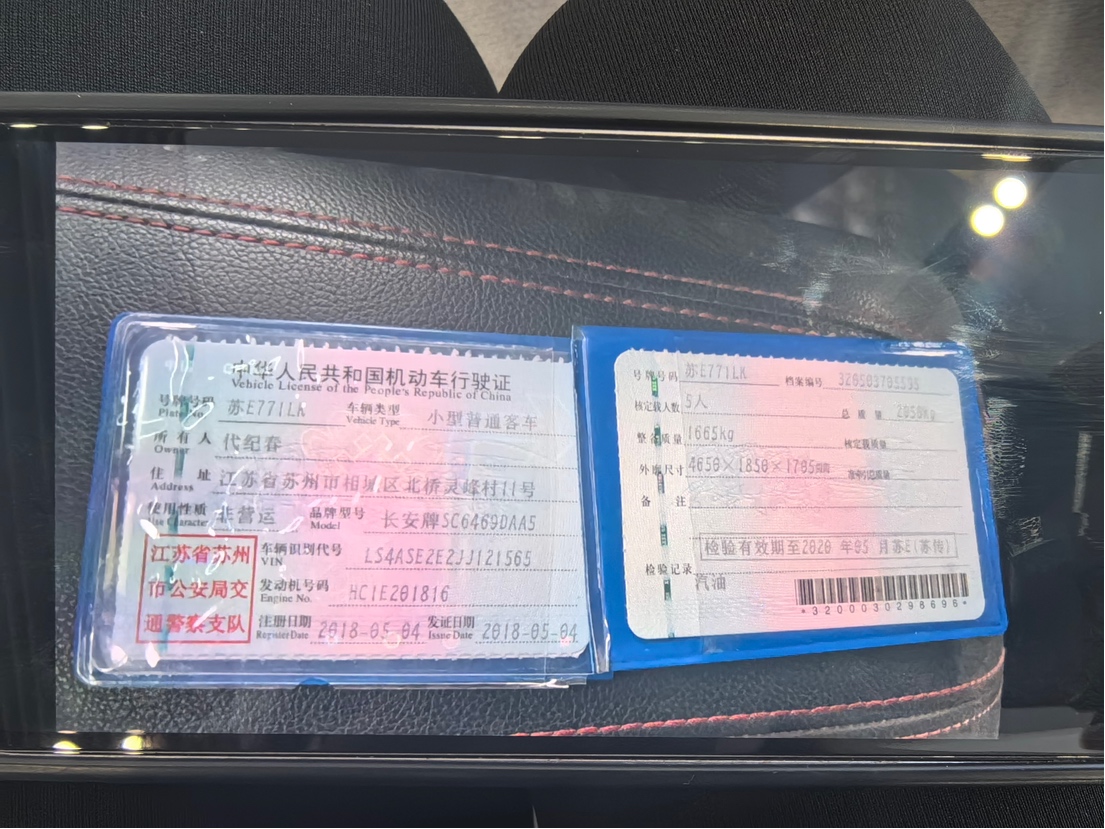 中华人民共和国机动车行驶证
Vehicle License of the People's Republic of China
号牌号码 苏E771LK 车辆类型 小型普通客车
Plate No. Vehicle Type
所有人 代纪春
Owner
住址 江苏省苏州市相城区北桥灵峰村11号
Address
使用性质 非营运 品牌型号 长安牌SC6469DAA5
Use Character Model
江苏省苏州
市公安局交
通警察支队
车辆识别代号 LS4ASE2E2JJ121565
VIN
发动机号码 HC1E201816
Engine No.
注册日期 2018-05-04 发证日期 2018-05-04
Register Date Issue Date
号牌号码 苏E771LK 档案编号
核定载人数 5人 总质量 2050kg
整备质量 1665kg 核定载质量
外廓尺寸 4650×1850×1705mm
备注
检验有效期至2020 年05 月苏E(苏州)
检验记录
汽油
*3200030298696*